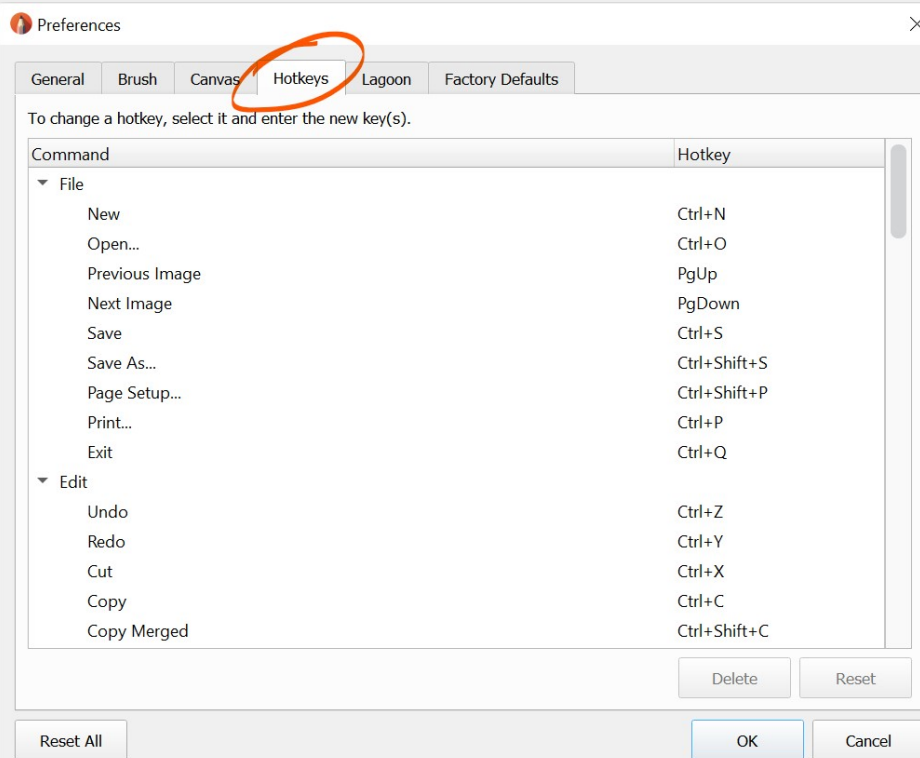 Preferences
General Brush Canvas Hotkeys Lagoon Factory Defaults
To change a hotkey, select it and enter the new key(s).
Command Hotkey
File
New Ctrl+N
Open... Ctrl+O
Previous Image PgUp
Next Image PgDown
Save Ctrl+S
Save As... Ctrl+Shift+S
Page Setup... Ctrl+Shift+P
Print... Ctrl+P
Exit Ctrl+Q
Edit
Undo Ctrl+Z
Redo Ctrl+Y
Cut Ctrl+X
Copy Ctrl+C
Copy Merged Ctrl+Shift+C
Delete Reset
Reset All OK Cancel